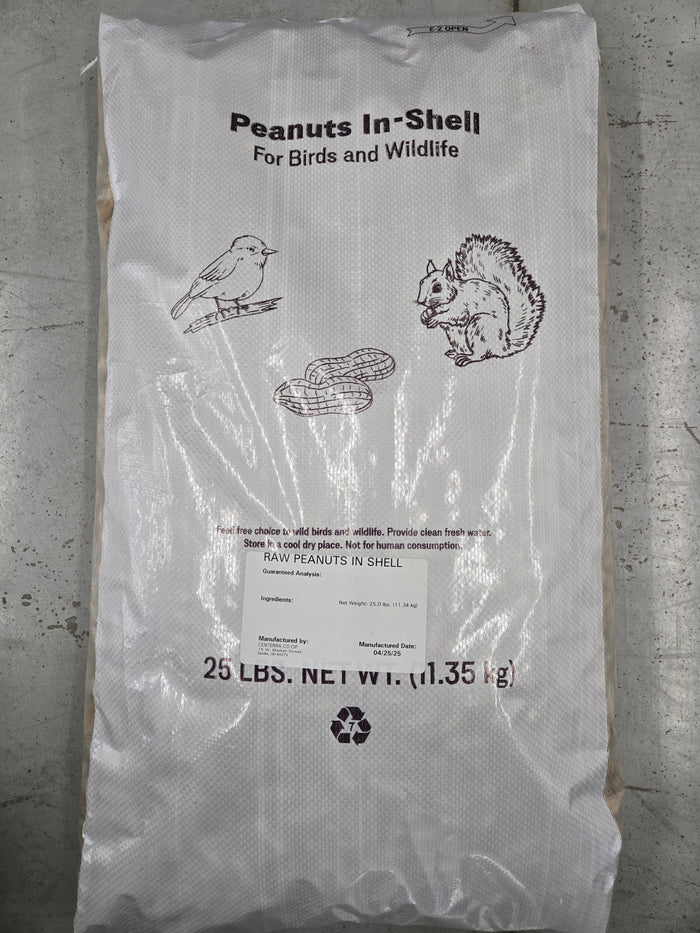 E-Z OPEN
Peanuts In-Shell
For Birds and Wildlife
Feed free choice to wild birds and wildlife. Provide clean fresh water.
Store in a cool dry place. Not for human consumption.
RAW PEANUTS IN SHELL
Guaranteed Analysis:
Ingredients:
Net Weight: 25.0 lbs. (11.34 kg)
Manufactured by:
CENTERRA CO OP
Manufactured Date:
04/25/25
25 LBS. NET WT. (11.35 kg)
7